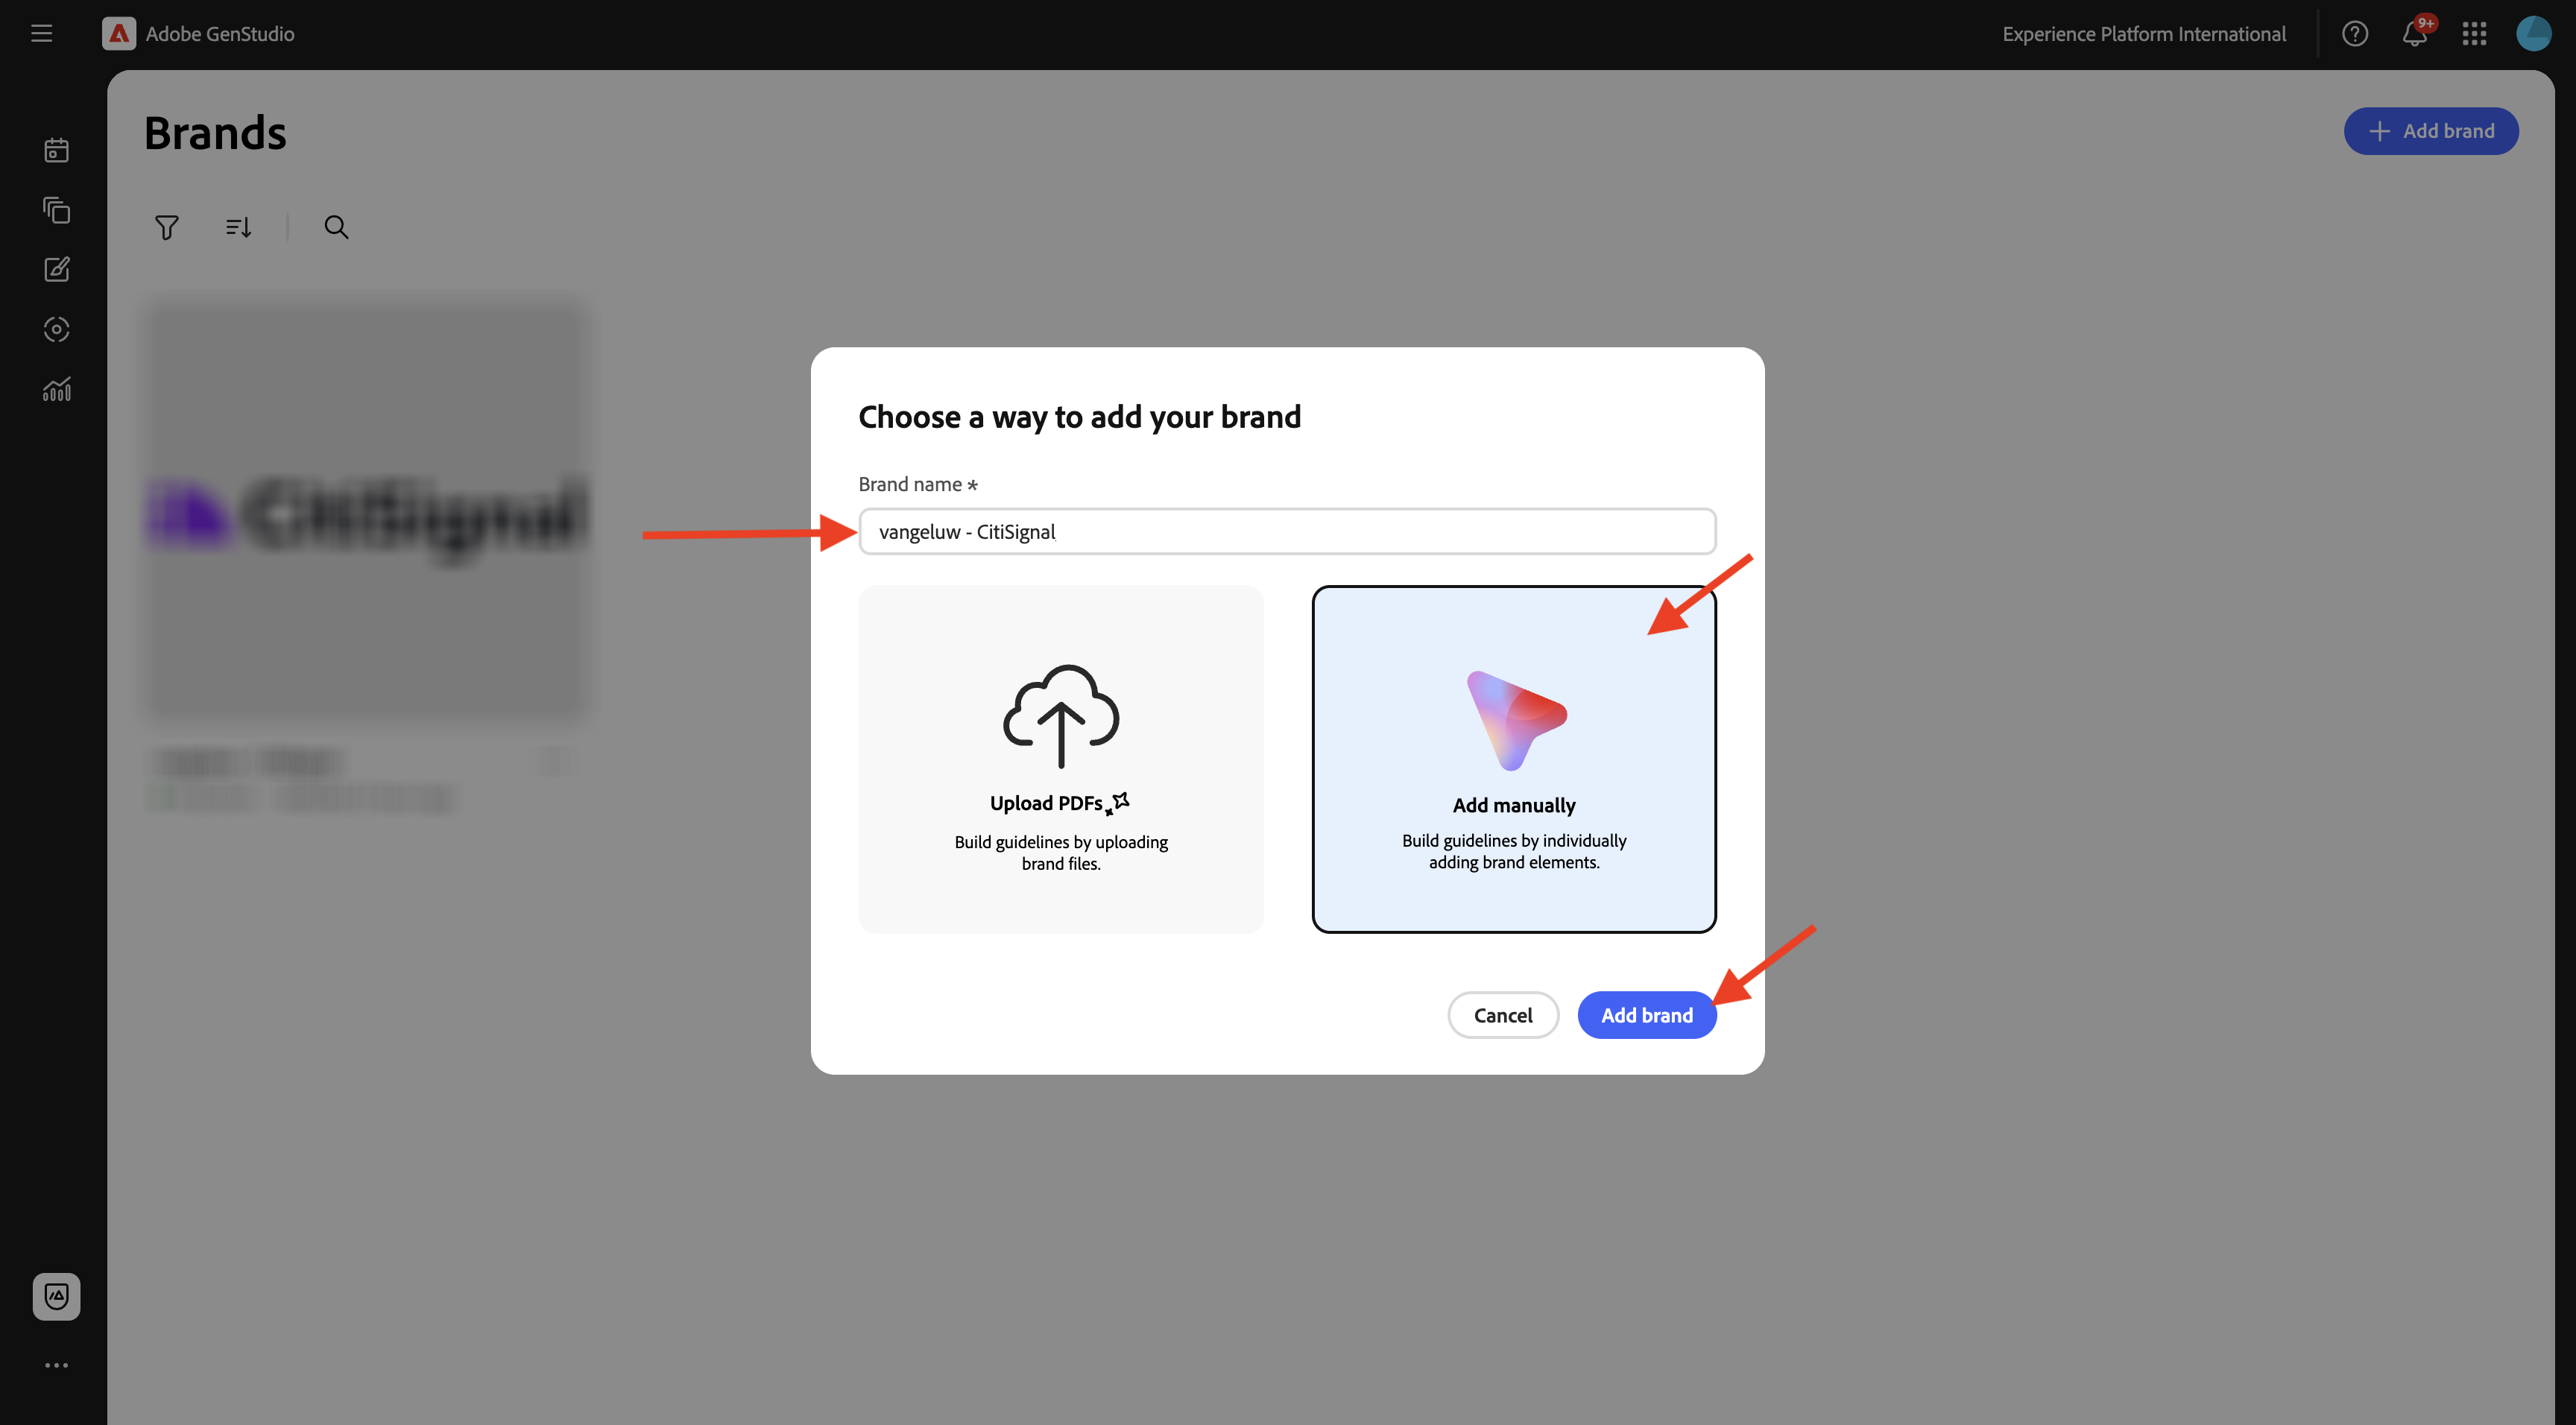 Adobe GenStudio
Experience Platform International
9+
Brands
Add brand
CitiSignal
Choose a way to add your brand
Brand name *
vangeluw - CitiSignal
Upload PDFs
Build guidelines by uploading
brand files.
Add manually
Build guidelines by individually
adding brand elements.
Cancel
Add brand